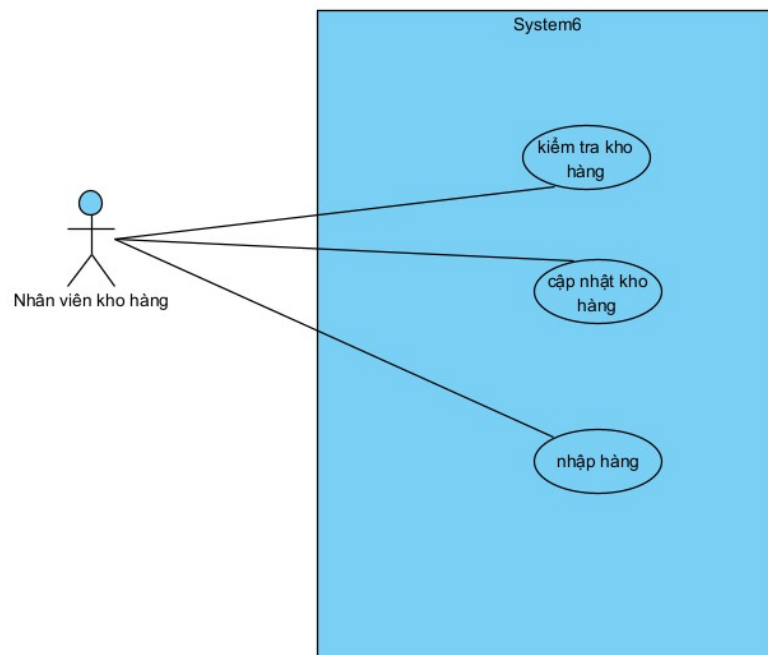 System6
kiểm tra kho
hàng
Nhân viên kho hàng
cập nhật kho
hàng
nhập hàng